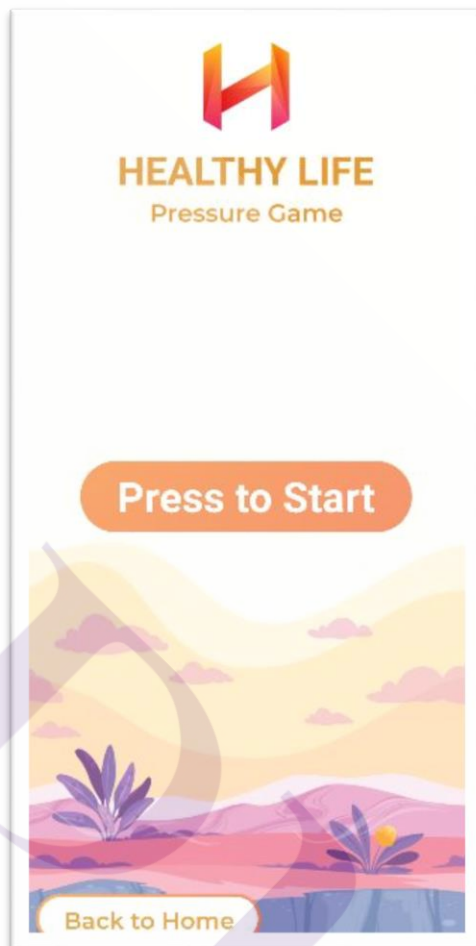 HEALTHY LIFE
Pressure Game
Press to Start
Back to Home